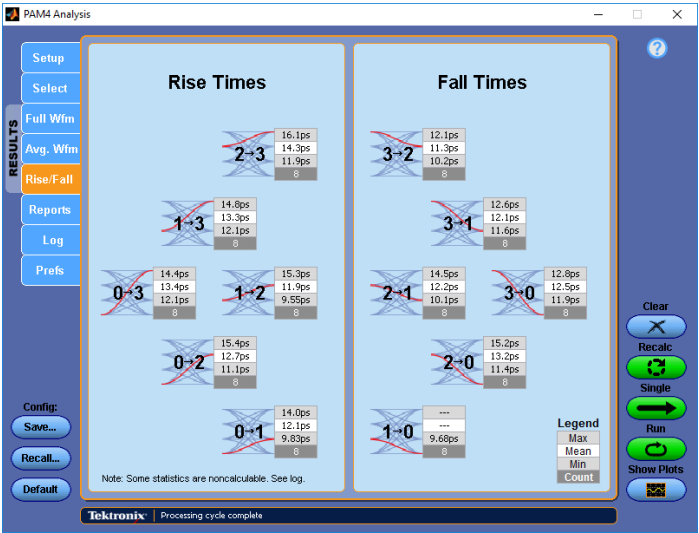 PAM4 Analysis
RESULTS
Setup
Select
Full Wfm
Avg. Wfm
Rise/Fall
Reports
Log
Prefs
Config:
Save...
Recall...
Default
Rise Times
2→3
16.1ps
14.3ps
11.9ps
8
1→3
14.8ps
13.3ps
12.1ps
8
0→3
14.4ps
13.4ps
12.1ps
8
1→2
15.3ps
11.9ps
9.55ps
8
0→2
15.4ps
12.7ps
11.1ps
8
0→1
14.0ps
12.1ps
9.83ps
8
Note: Some statistics are noncalculable. See log.
Fall Times
3→2
12.1ps
11.3ps
10.2ps
8
3→1
12.6ps
12.1ps
11.6ps
8
2→1
14.5ps
12.2ps
10.1ps
8
3→0
12.8ps
12.5ps
11.9ps
8
2→0
15.2ps
13.2ps
11.4ps
8
1→0
---
---
9.68ps
8
Legend
Max
Mean
Min
Count
?
Clear
Recalc
Single
Run
Show Plots
Tektronix
Processing cycle complete